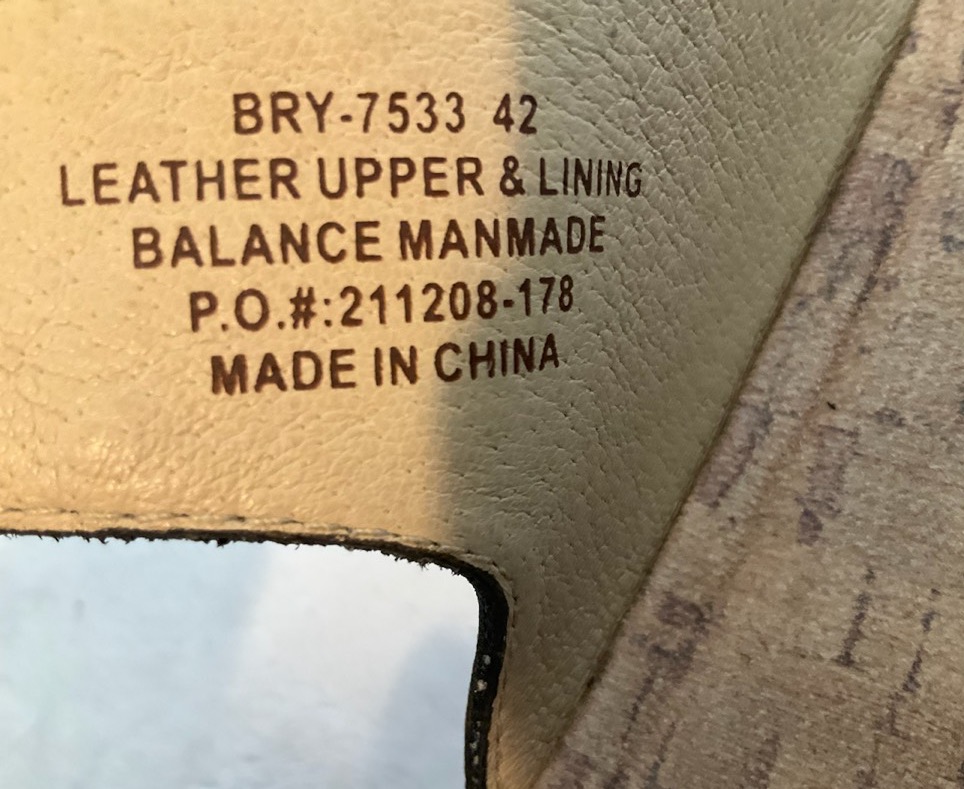 BRY-7533 42
LEATHER UPPER & LINING
BALANCE MANMADE
P.O.#:211208-178
MADE IN CHINA